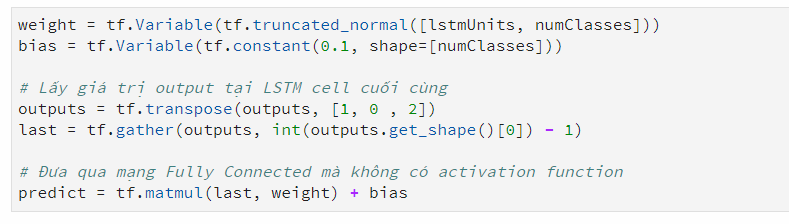 weight = tf.Variable(tf.truncated_normal([lstmUnits, numClasses]))
bias = tf.Variable(tf.constant(0.1, shape=[numClasses]))
# Lấy giá trị output tại LSTM cell cuối cùng
outputs = tf.transpose(outputs, [1, 0 , 2])
last = tf.gather(outputs, int(outputs.get_shape()[0]) - 1)
# Đưa qua mạng Fully Connected mà không có activation function
predict = tf.matmul(last, weight) + bias